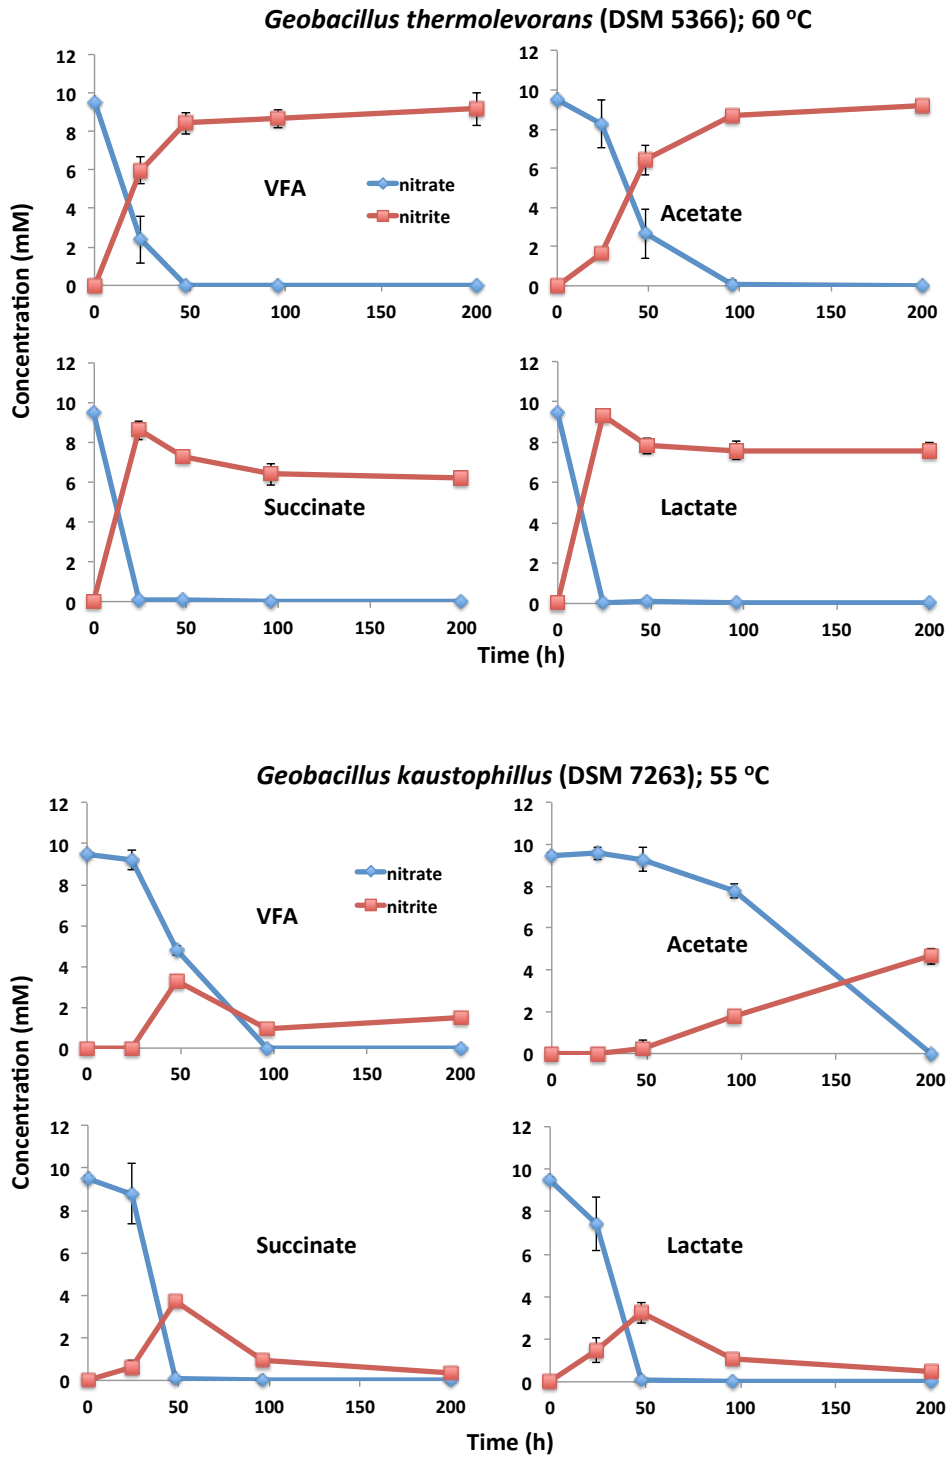 Geobacillus thermolevorans (DSM 5366); 60 °C
Concentration (mM)
12
10
8
6
4
2
0
0 50 100 150 200
VFA
nitrate
nitrite
12
10
8
6
4
2
0
0 50 100 150 200
Acetate
12
10
8
6
4
2
0
0 50 100 150 200
Succinate
12
10
8
6
4
2
0
0 50 100 150 200
Lactate
Time (h)
Geobacillus kaustophillus (DSM 7263); 55 °C
Concentration (mM)
12
10
8
6
4
2
0
0 50 100 150 200
VFA
nitrate
nitrite
12
10
8
6
4
2
0
0 50 100 150 200
Acetate
12
10
8
6
4
2
0
0 50 100 150 200
Succinate
12
10
8
6
4
2
0
0 50 100 150 200
Lactate
Time (h)